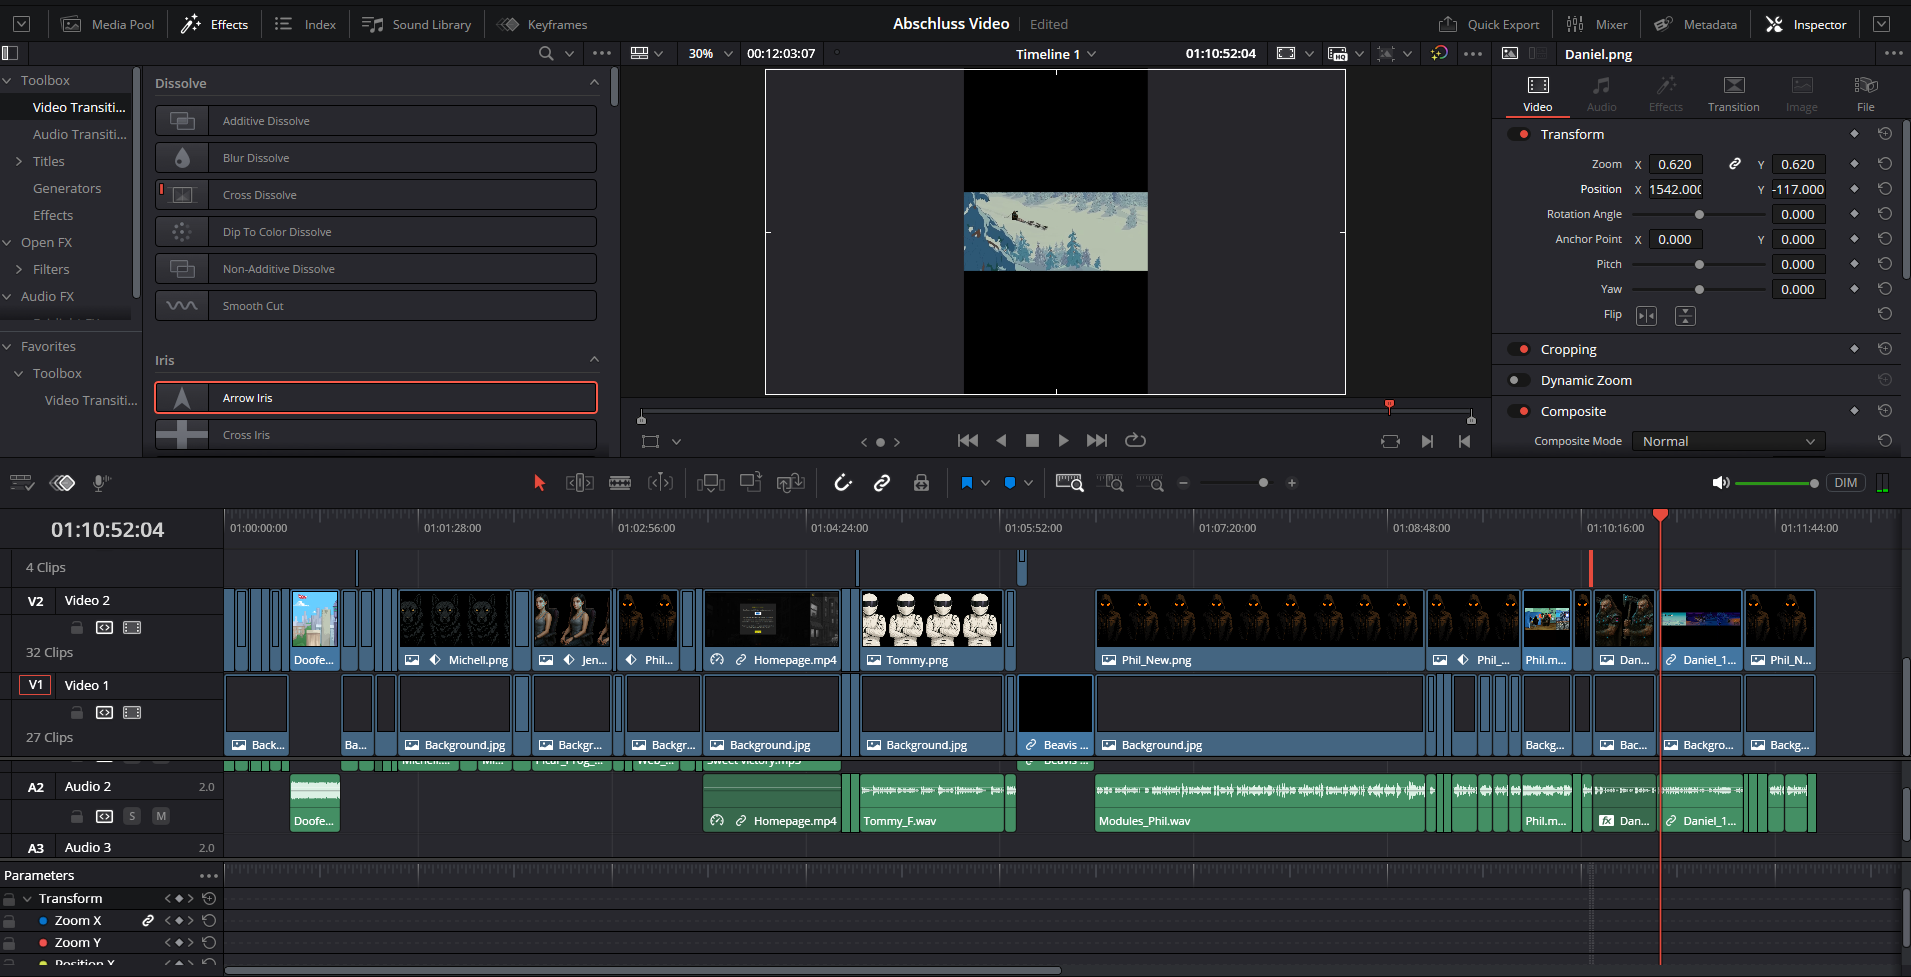 Media Pool
Effects
Index
Sound Library
Keyframes
Abschluss Video
Edited
Quick Export
Mixer
Metadata
Inspector
30%
00:12:03:07
Timeline 1
01:10:52:04
Daniel.png
Toolbox
Video Transiti...
Audio Transiti...
Titles
Generators
Effects
Open FX
Filters
Audio FX
Favorites
Toolbox
Video Transiti...
Dissolve
Additive Dissolve
Blur Dissolve
Cross Dissolve
Dip To Color Dissolve
Non-Additive Dissolve
Smooth Cut
Iris
Arrow Iris
Cross Iris
Video
Audio
Effects
Transition
Image
File
Transform
Zoom X 0.620 Y 0.620
Position X 1542.000 Y -117.000
Rotation Angle 0.000
Anchor Point X 0.000 Y 0.000
Pitch 0.000
Yaw 0.000
Flip
Cropping
Dynamic Zoom
Composite
Composite Mode Normal
DIM
01:10:52:04
01:00:00:00
01:01:28:00
01:02:56:00
01:04:24:00
01:05:52:00
01:07:20:00
01:08:48:00
01:10:16:00
01:11:44:00
4 Clips
V2 Video 2
32 Clips
Doofe...
Michell.png
Jen...
Phil...
Homepage.mp4
Tommy.png
Phil_New.png
Phil_...
Phil.m...
Dan...
Daniel_1...
Phil_N...
V1 Video 1
27 Clips
Back...
Ba...
Background.jpg
Backgr...
Backgr...
Background.jpg
Background.jpg
Beavis ...
Background.jpg
Backg...
Bac...
Backgro...
Backg...
Sweet victory.mp3
Beavis ...
A2 Audio 2 2.0
S M
Doofe...
Homepage.mp4
Tommy_F.wav
Modules_Phil.wav
Phil.m...
fx Dan...
Daniel_1...
A3 Audio 3 2.0
Parameters
Transform
Zoom X
Zoom Y
Position X